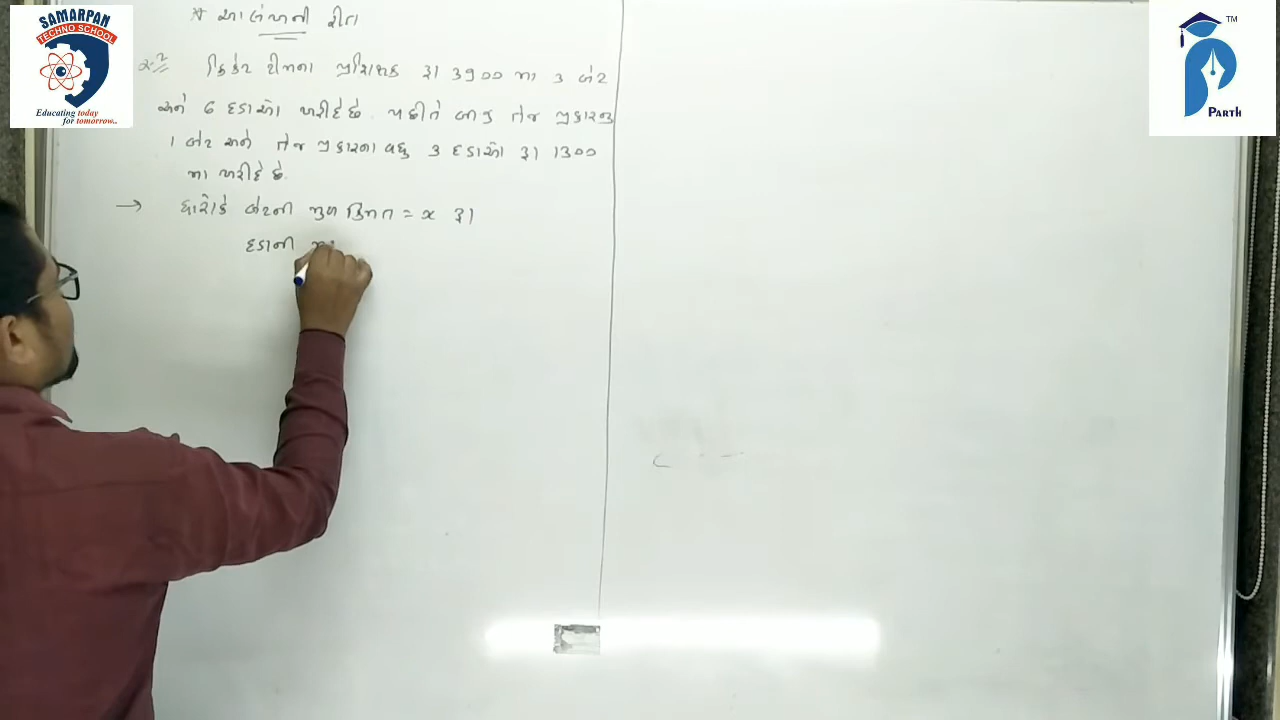 SAMARPAN
TECHNO SCHOOL
Educating today
for tomorrow..
TM
Parth
* આલેખની રીત
ક્રિકેટ ટીમના પ્રશિક્ષક રૂા 3900 મા 3 બેટ
અને 6 દડાઓ ખરીદે છે. પછીતે બીજુ તેજ પ્રકારનુ
1 બેટ અને તેજ પ્રકારના વધુ 3 દડાઓ રૂા 1300
મા ખરીદે છે.
→ ધારોકે બેટની મુળ કિંમત = x રૂા
દડાની